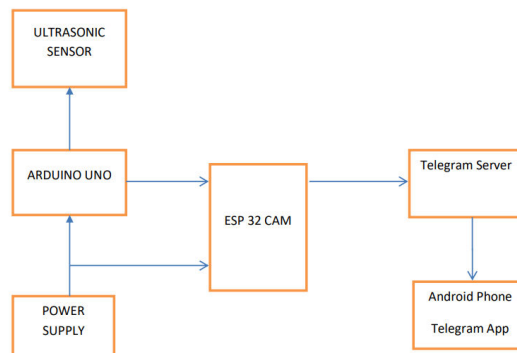 ULTRASONIC
SENSOR
ARDUINO UNO
ESP 32 CAM
Telegram Server
POWER
SUPPLY
Android Phone
Telegram App